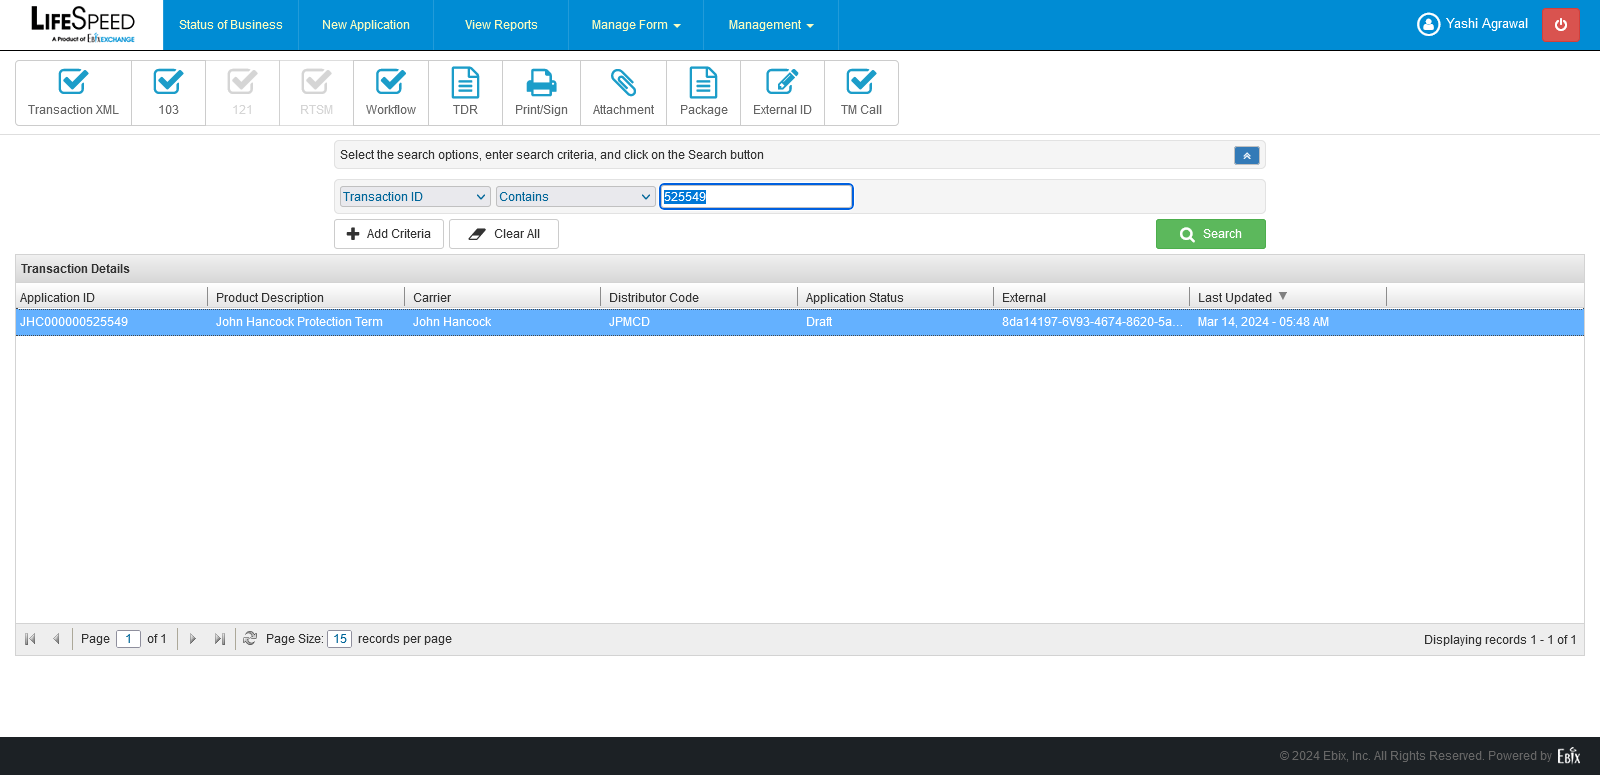 LIFESPEED
A Product of EbixEXCHANGE
Status of Business
New Application
View Reports
Manage Form
Management
Yashi Agrawal
Transaction XML
103
121
RTSM
Workflow
TDR
Print/Sign
Attachment
Package
External ID
TM Call
Select the search options, enter search criteria, and click on the Search button
Transaction ID
Contains
525549
Add Criteria
Clear All
Search
Transaction Details
Application ID Product Description Carrier Distributor Code Application Status External Last Updated
JHC000000525549 John Hancock Protection Term John Hancock JPMCD Draft 8da14197-6V93-4674-8620-5a... Mar 14, 2024 - 05:48 AM
Page 1 of 1 Page Size: 15 records per page Displaying records 1 - 1 of 1
© 2024 Ebix, Inc. All Rights Reserved. Powered by Ebix